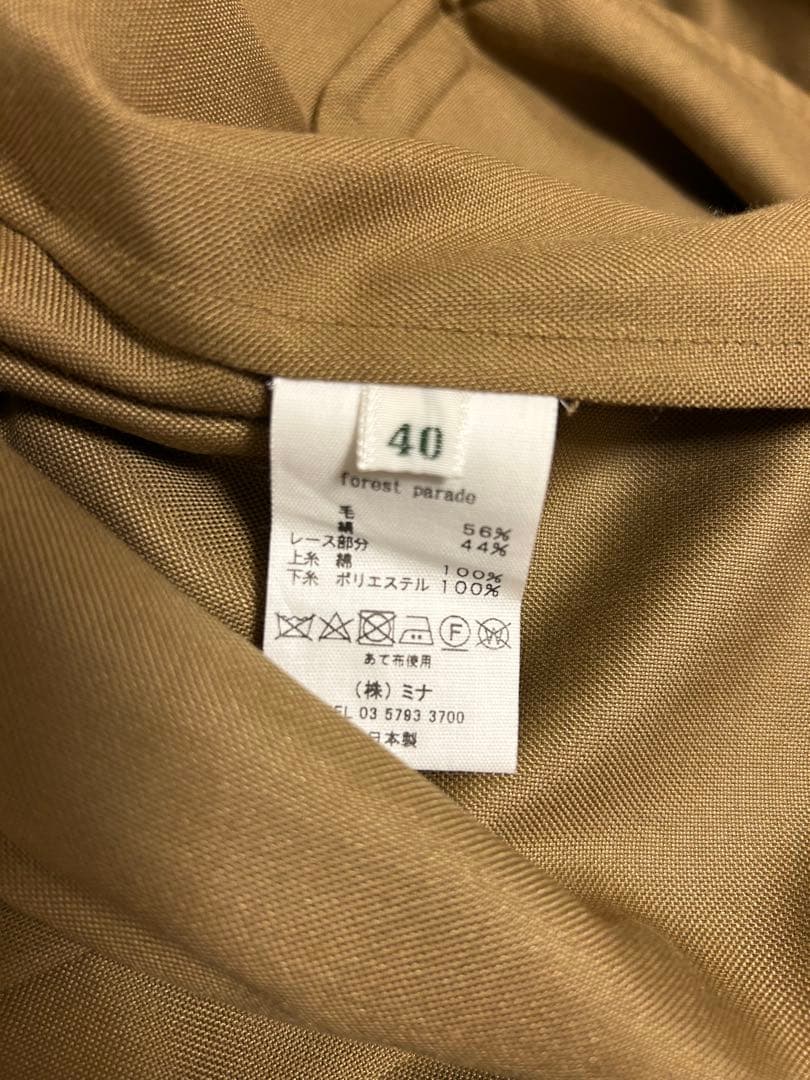 40
forest parade
毛 56%
絹 44%
レース部分
上糸 綿 100%
下糸 ポリエステル 100%
F W
あて布使用
(株)ミナ
EL 03 5793 3700
日本製